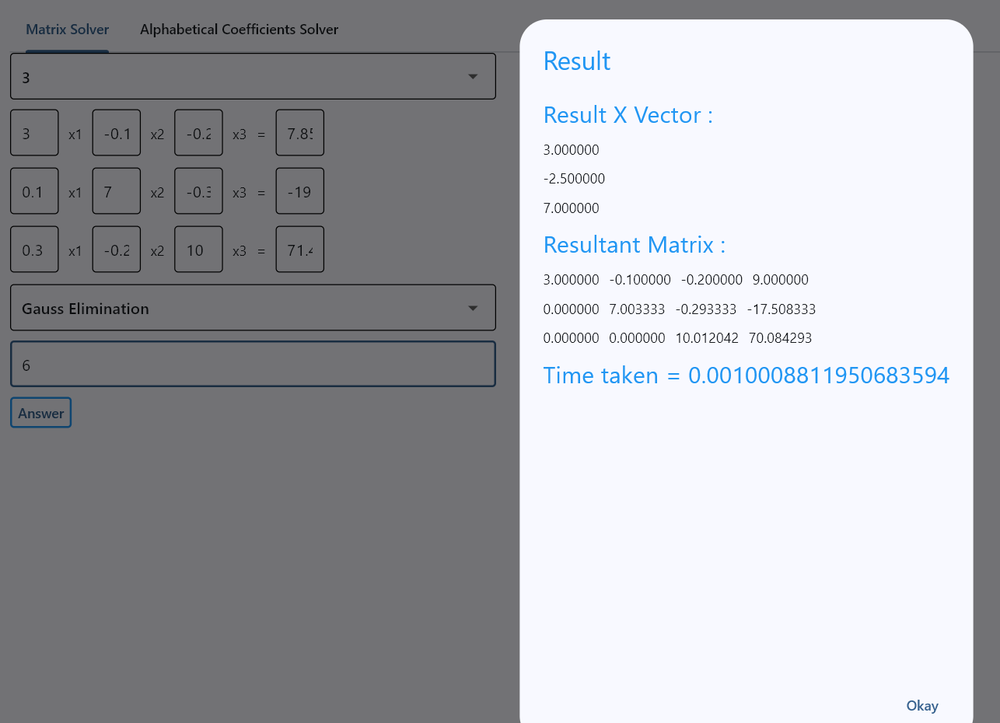 Matrix Solver Alphabetical Coefficients Solver
3
3 x1 -0.1 x2 -0.2 x3 = 7.85
0.1 x1 7 x2 -0.3 x3 = -19
0.3 x1 -0.2 x2 10 x3 = 71.4
Gauss Elimination
6
Answer
Result
Result X Vector :
3.000000
-2.500000
7.000000
Resultant Matrix :
3.000000 -0.100000 -0.200000 9.000000
0.000000 7.003333 -0.293333 -17.508333
0.000000 0.000000 10.012042 70.084293
Time taken = 0.0010008811950683594
Okay